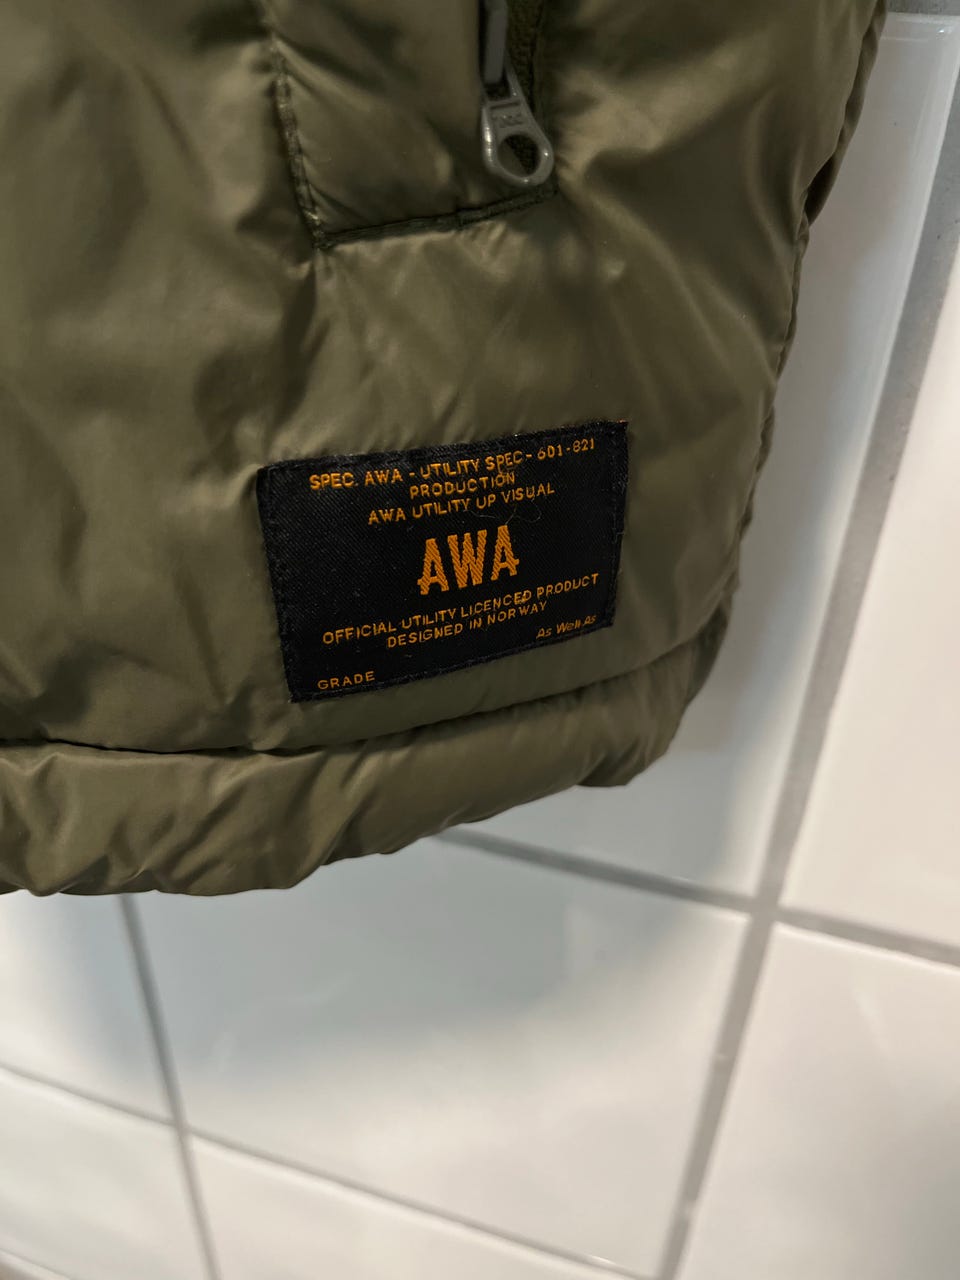 SPEC. AWA - UTILITY SPEC - 601-821
PRODUCTION
AWA UTILITY UP VISUAL
AWA
OFFICIAL UTILITY LICENCED PRODUCT
DESIGNED IN NORWAY
As Well As
GRADE